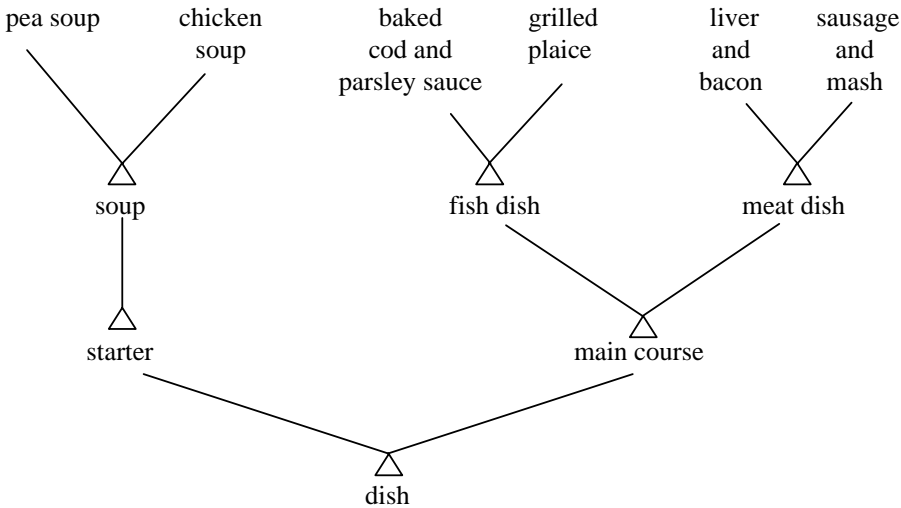 pea soup
chicken
soup
baked
cod and
parsley sauce
grilled
plaice
liver
and
bacon
sausage
and
mash
soup
fish dish
meat dish
starter
main course
dish